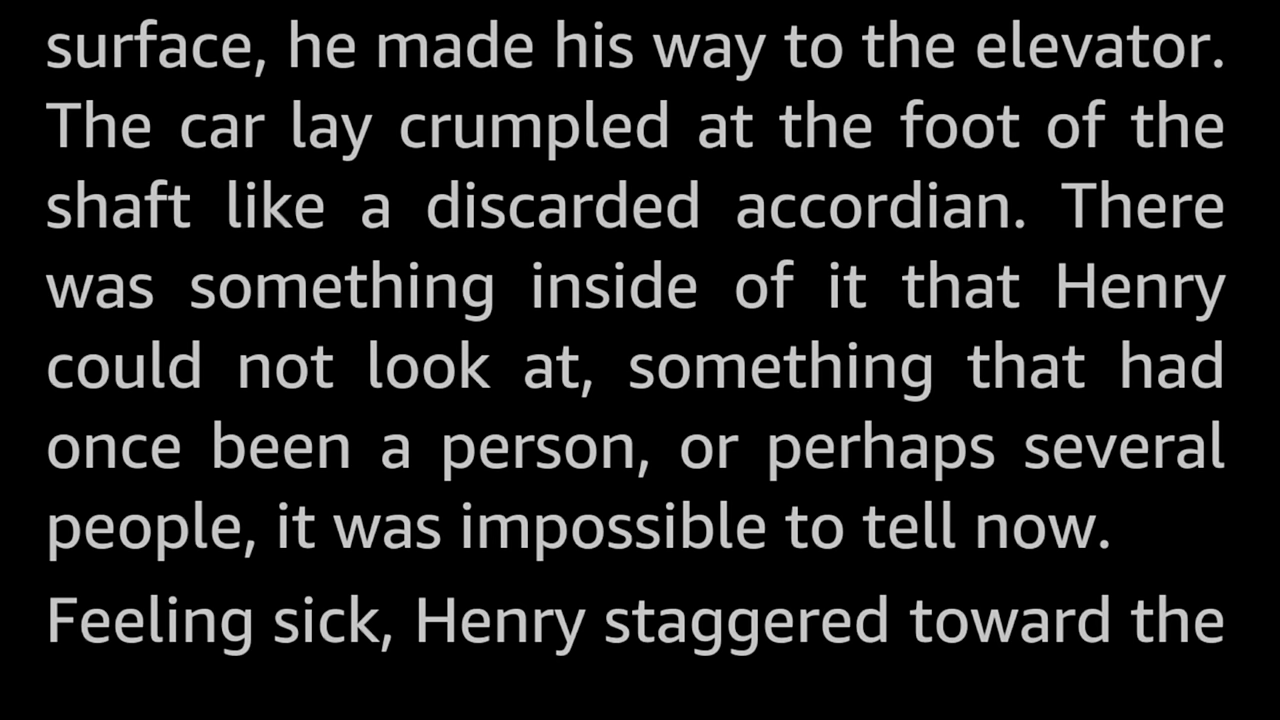 surface, he made his way to the elevator.
The car lay crumpled at the foot of the
shaft like a discarded accordian. There
was something inside of it that Henry
could not look at, something that had
once been a person, or perhaps several
people, it was impossible to tell now.
Feeling sick, Henry staggered toward the